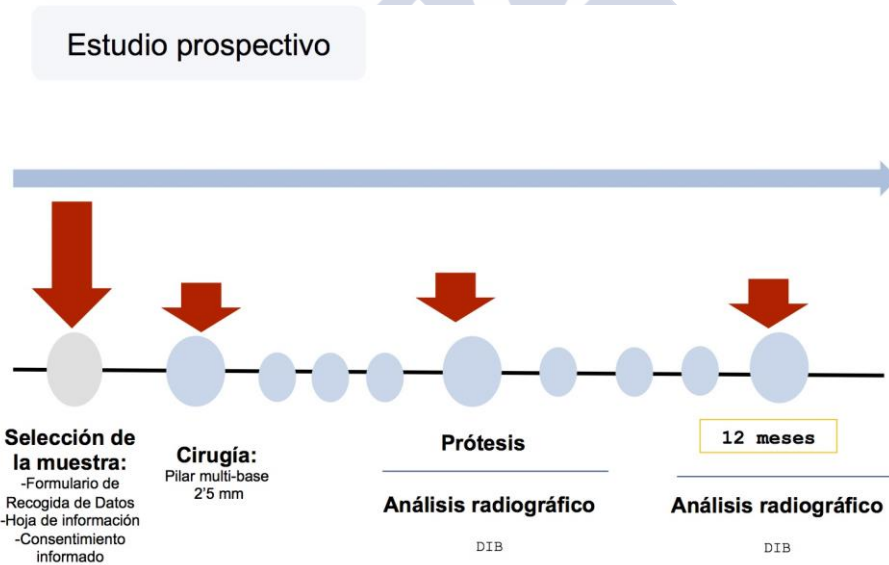 Estudio prospectivo
Selección de
la muestra:
-Formulario de
Recogida de Datos
-Hoja de información
-Consentimiento
informado
Cirugía:
Pilar multi-base
2'5 mm
Prótesis
Análisis radiográfico
DIB
12 meses
Análisis radiográfico
DIB